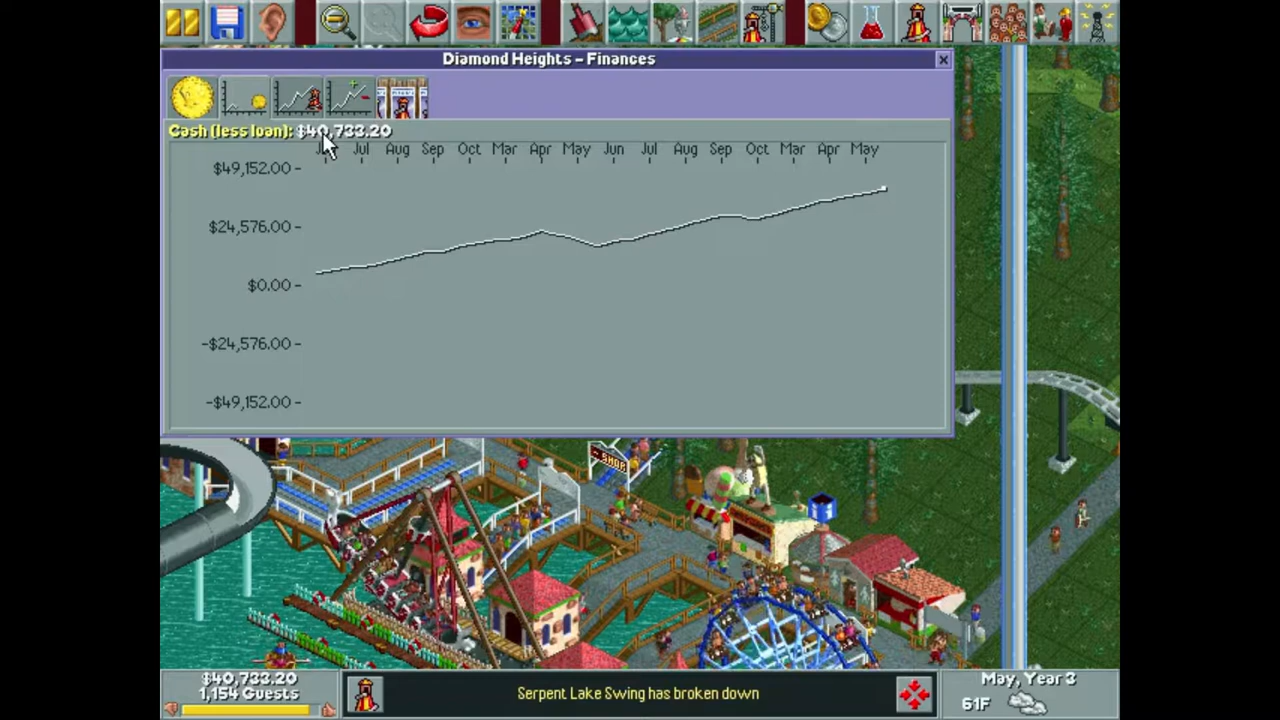 Diamond Heights - Finances
Cash (less loan): $40,733.20
Jul Aug Sep Oct Mar Apr May Jun Jul Aug Sep Oct Mar Apr May
$49,152.00
$24,576.00
$0.00
-$24,576.00
-$49,152.00
SHOP
$40,733.20
1,154 Guests
Serpent Lake Swing has broken down
May, Year 3
61F